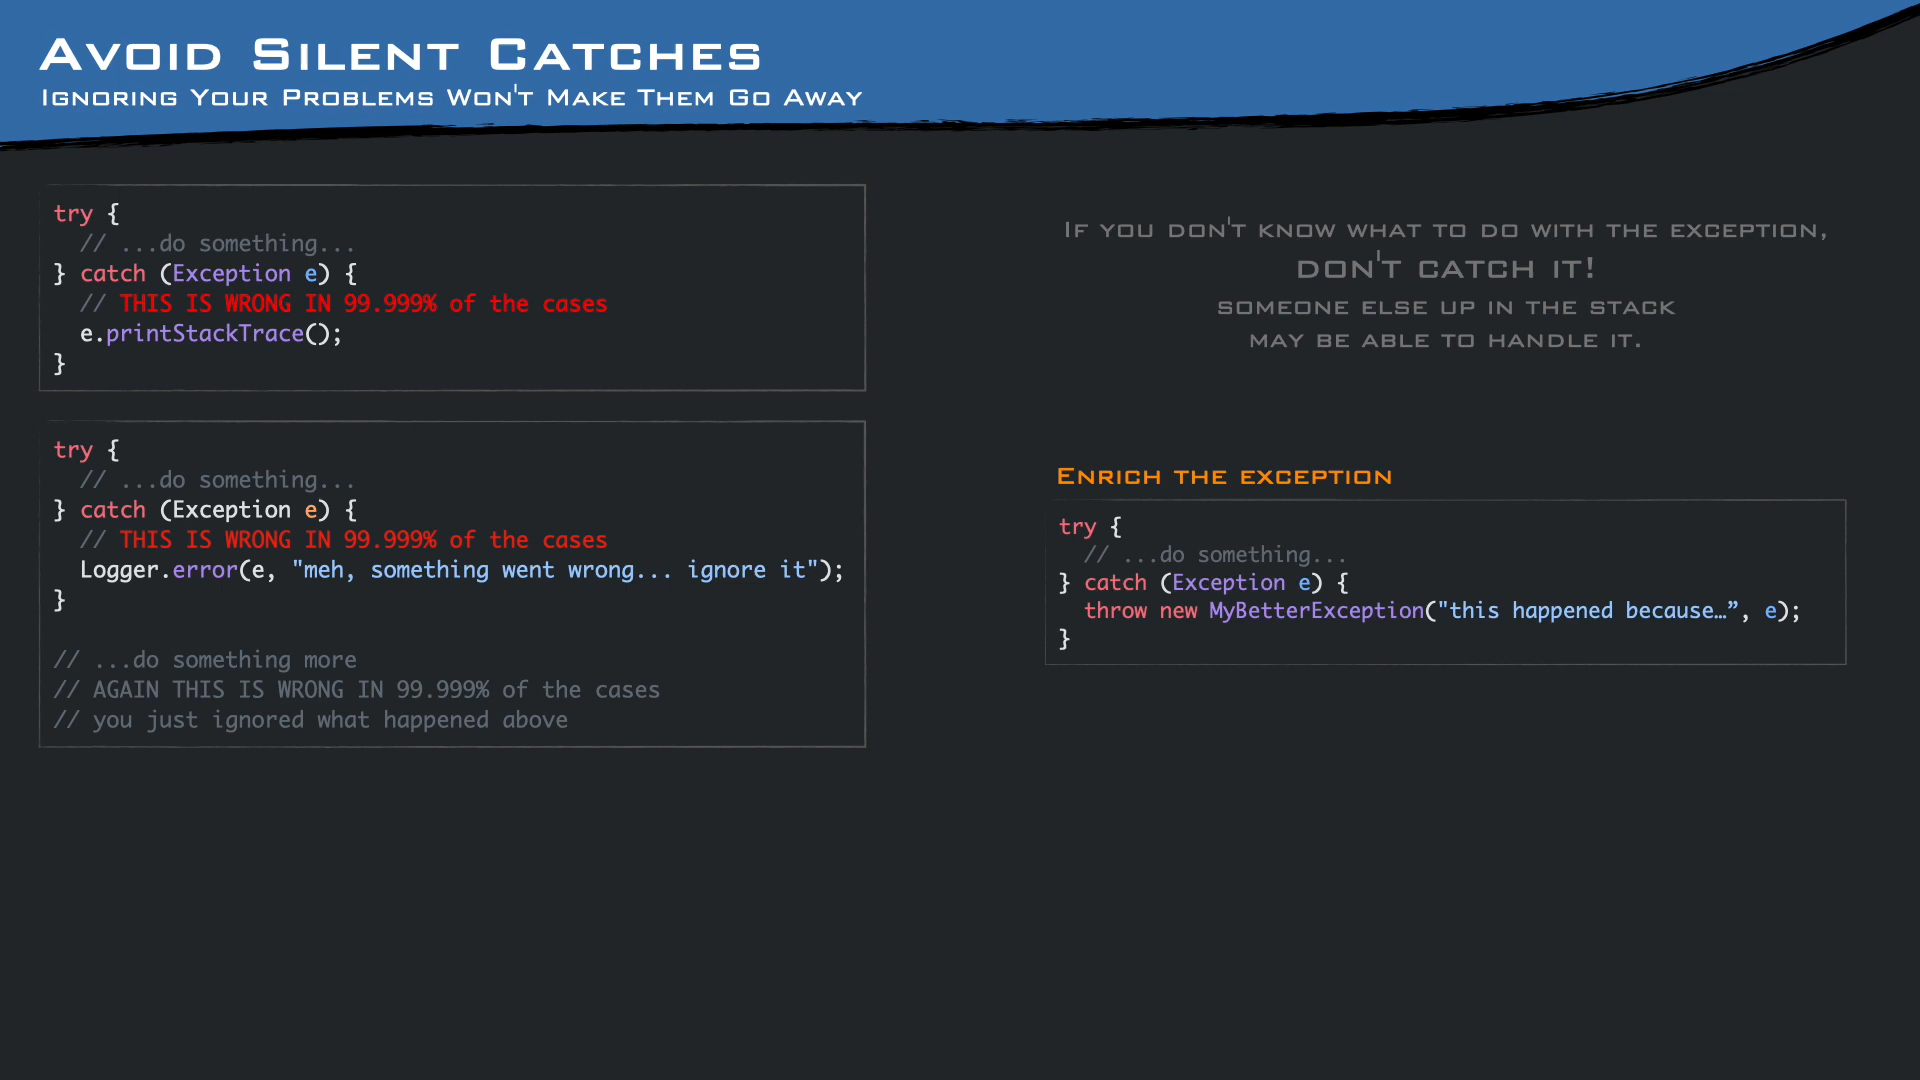 Avoid Silent Catches
Ignoring Your Problems Won't Make Them Go Away
try {
  // ...do something...
} catch (Exception e) {
  // THIS IS WRONG IN 99.999% of the cases
  e.printStackTrace();
}
try {
  // ...do something...
} catch (Exception e) {
  // THIS IS WRONG IN 99.999% of the cases
  Logger.error(e, "meh, something went wrong... ignore it");
}
// ...do something more
// AGAIN THIS IS WRONG IN 99.999% of the cases
// you just ignored what happened above
If you don't know what to do with the exception,
don't catch it!
someone else up in the stack
may be able to handle it.
Enrich the exception
try {
  // ...do something...
} catch (Exception e) {
  throw new MyBetterException("this happened because…”, e);
}